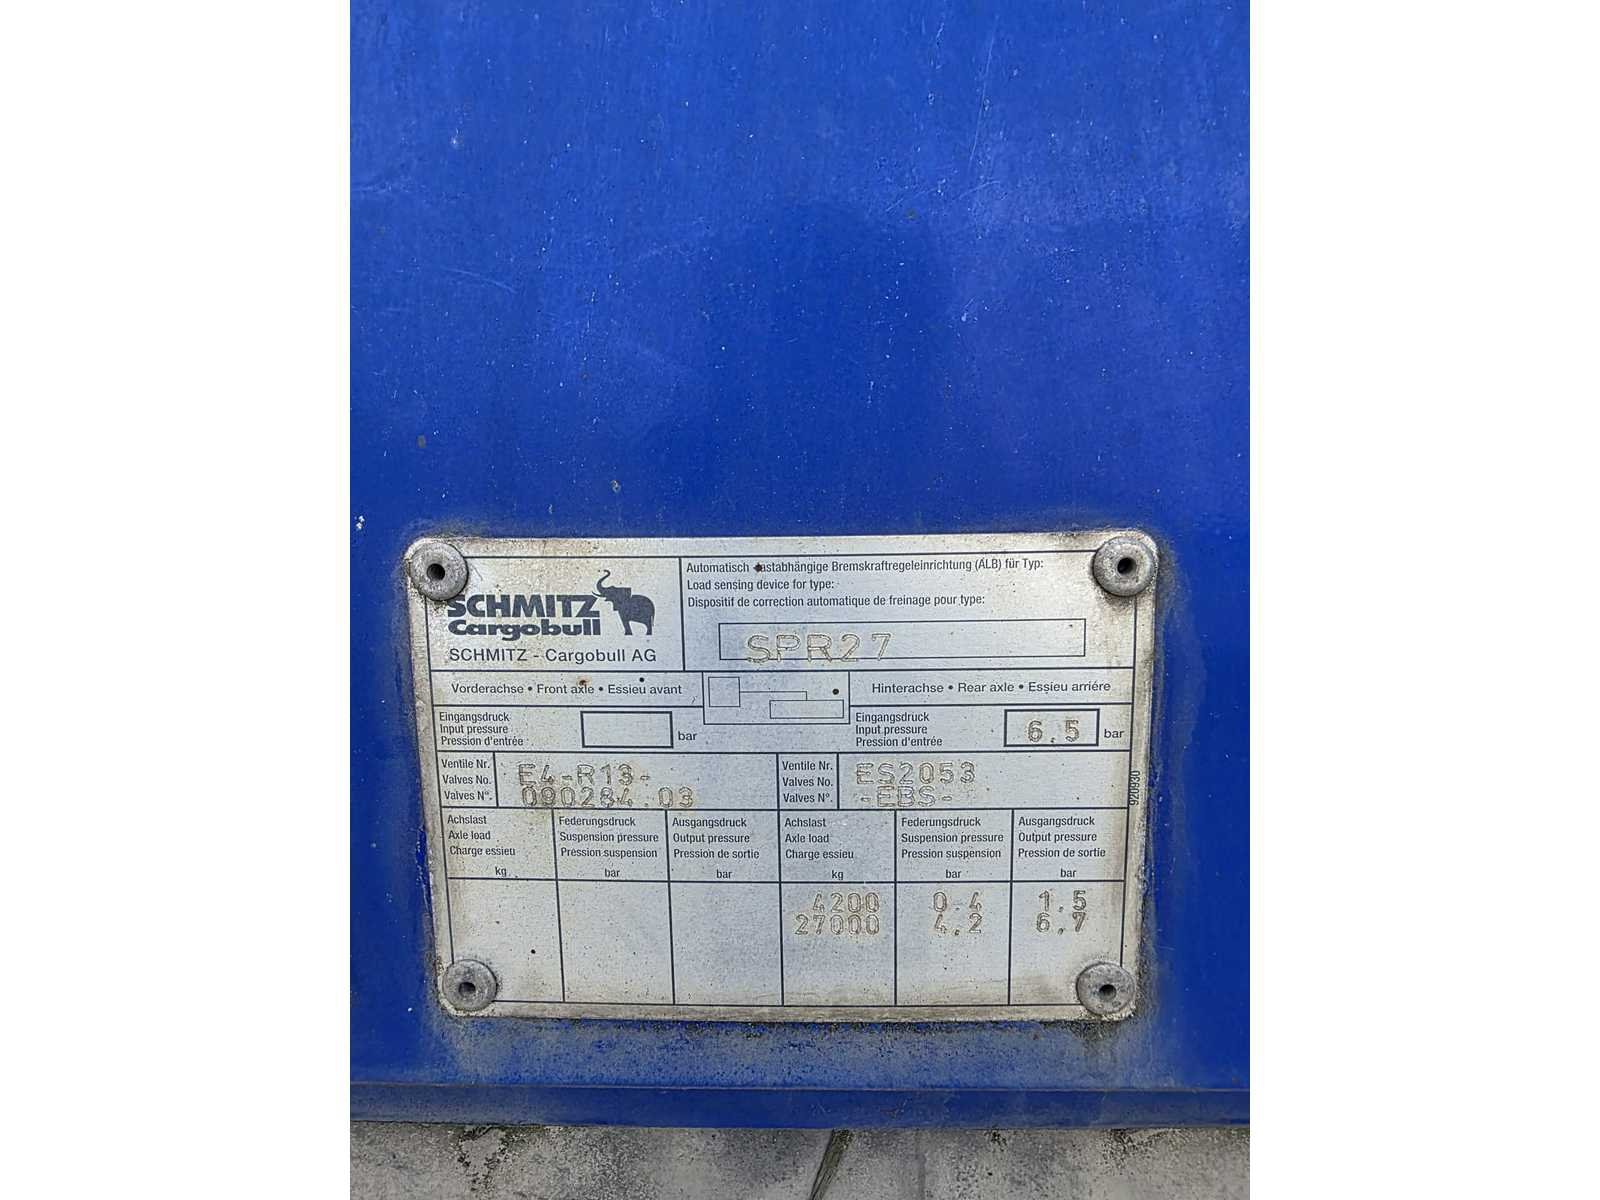 SCHMITZ
Cargobull
SCHMITZ - Cargobull AG
Automatisch lastabhängige Bremskraftregeleinrichtung (ALB) für Typ:
Load sensing device for type:
Dispositif de correction automatique de freinage pour type:
SPR27
Vorderachse • Front axle • Essieu avant
Hinterachse • Rear axle • Essieu arriére
Eingangsdruck
Input pressure
Pression d'entrée
bar
Eingangsdruck
Input pressure
Pression d'entrée
6.5 bar
Ventile Nr.
Valves No.
Valves N°.
E4-R13-
090284.03
Ventile Nr.
Valves No.
Valves N°.
ES2053
-EBS-
920930
Achslast
Axle load
Charge essieu
kg
Federungsdruck
Suspension pressure
Pression suspension
bar
Ausgangsdruck
Output pressure
Pression de sortie
bar
Achslast
Axle load
Charge essieu
kg
Federungsdruck
Suspension pressure
Pression suspension
bar
Ausgangsdruck
Output pressure
Pression de sortie
bar
4200 0.4 1.5
27000 4.2 6.7